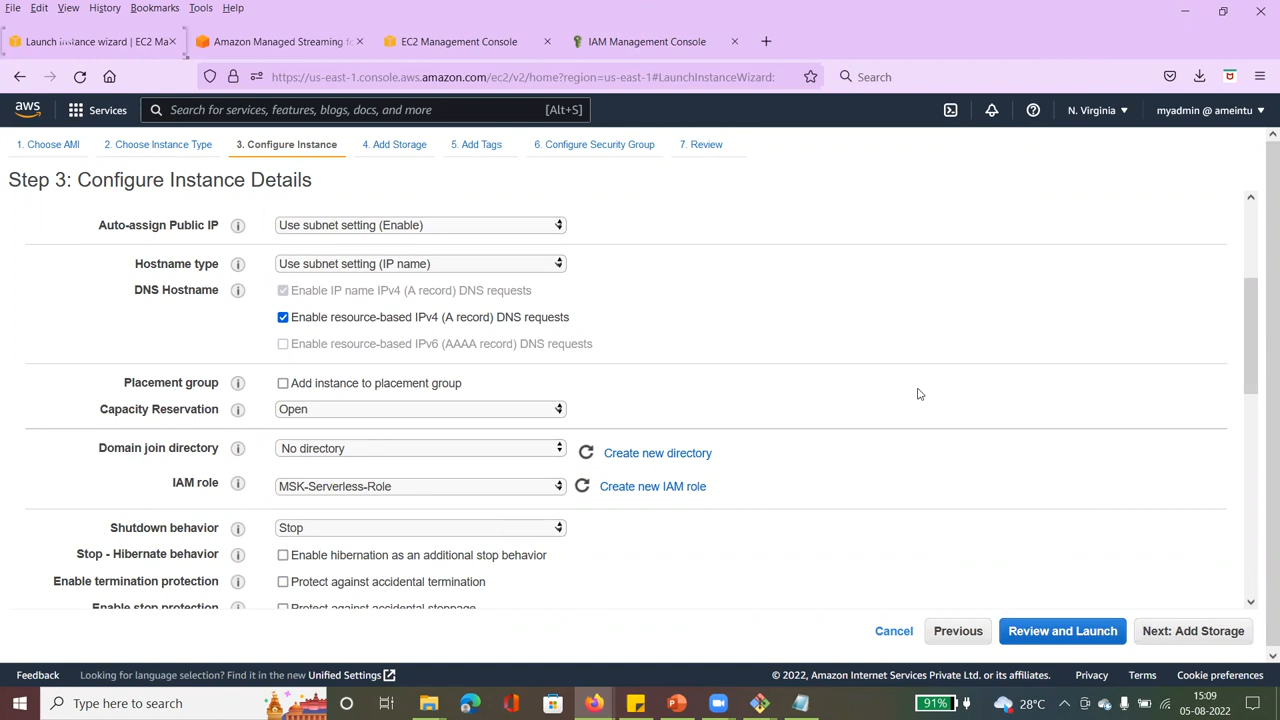 File Edit View History Bookmarks Tools Help
Launch instance wizard | EC2 Ma
Amazon Managed Streaming fo
EC2 Management Console
IAM Management Console
https://us-east-1.console.aws.amazon.com/ec2/v2/home?region=us-east-1#LaunchInstanceWizard:
Search
aws
Services
Search for services, features, blogs, docs, and more
[Alt+S]
N. Virginia
myadmin @ ameintu
1. Choose AMI
2. Choose Instance Type
3. Configure Instance
4. Add Storage
5. Add Tags
6. Configure Security Group
7. Review
Step 3: Configure Instance Details
Auto-assign Public IP
Use subnet setting (Enable)
Hostname type
Use subnet setting (IP name)
DNS Hostname
Enable IP name IPv4 (A record) DNS requests
Enable resource-based IPv4 (A record) DNS requests
Enable resource-based IPv6 (AAAA record) DNS requests
Placement group
Add instance to placement group
Capacity Reservation
Open
Domain join directory
No directory
Create new directory
IAM role
MSK-Serverless-Role
Create new IAM role
Shutdown behavior
Stop
Stop - Hibernate behavior
Enable hibernation as an additional stop behavior
Enable termination protection
Protect against accidental termination
Enable stop protection
Protect against accidental stoppage
Cancel
Previous
Review and Launch
Next: Add Storage
Feedback
Looking for language selection? Find it in the new Unified Settings
© 2022, Amazon Internet Services Private Ltd. or its affiliates.
Privacy
Terms
Cookie preferences
Type here to search
91%
28°C
15:09
05-08-2022